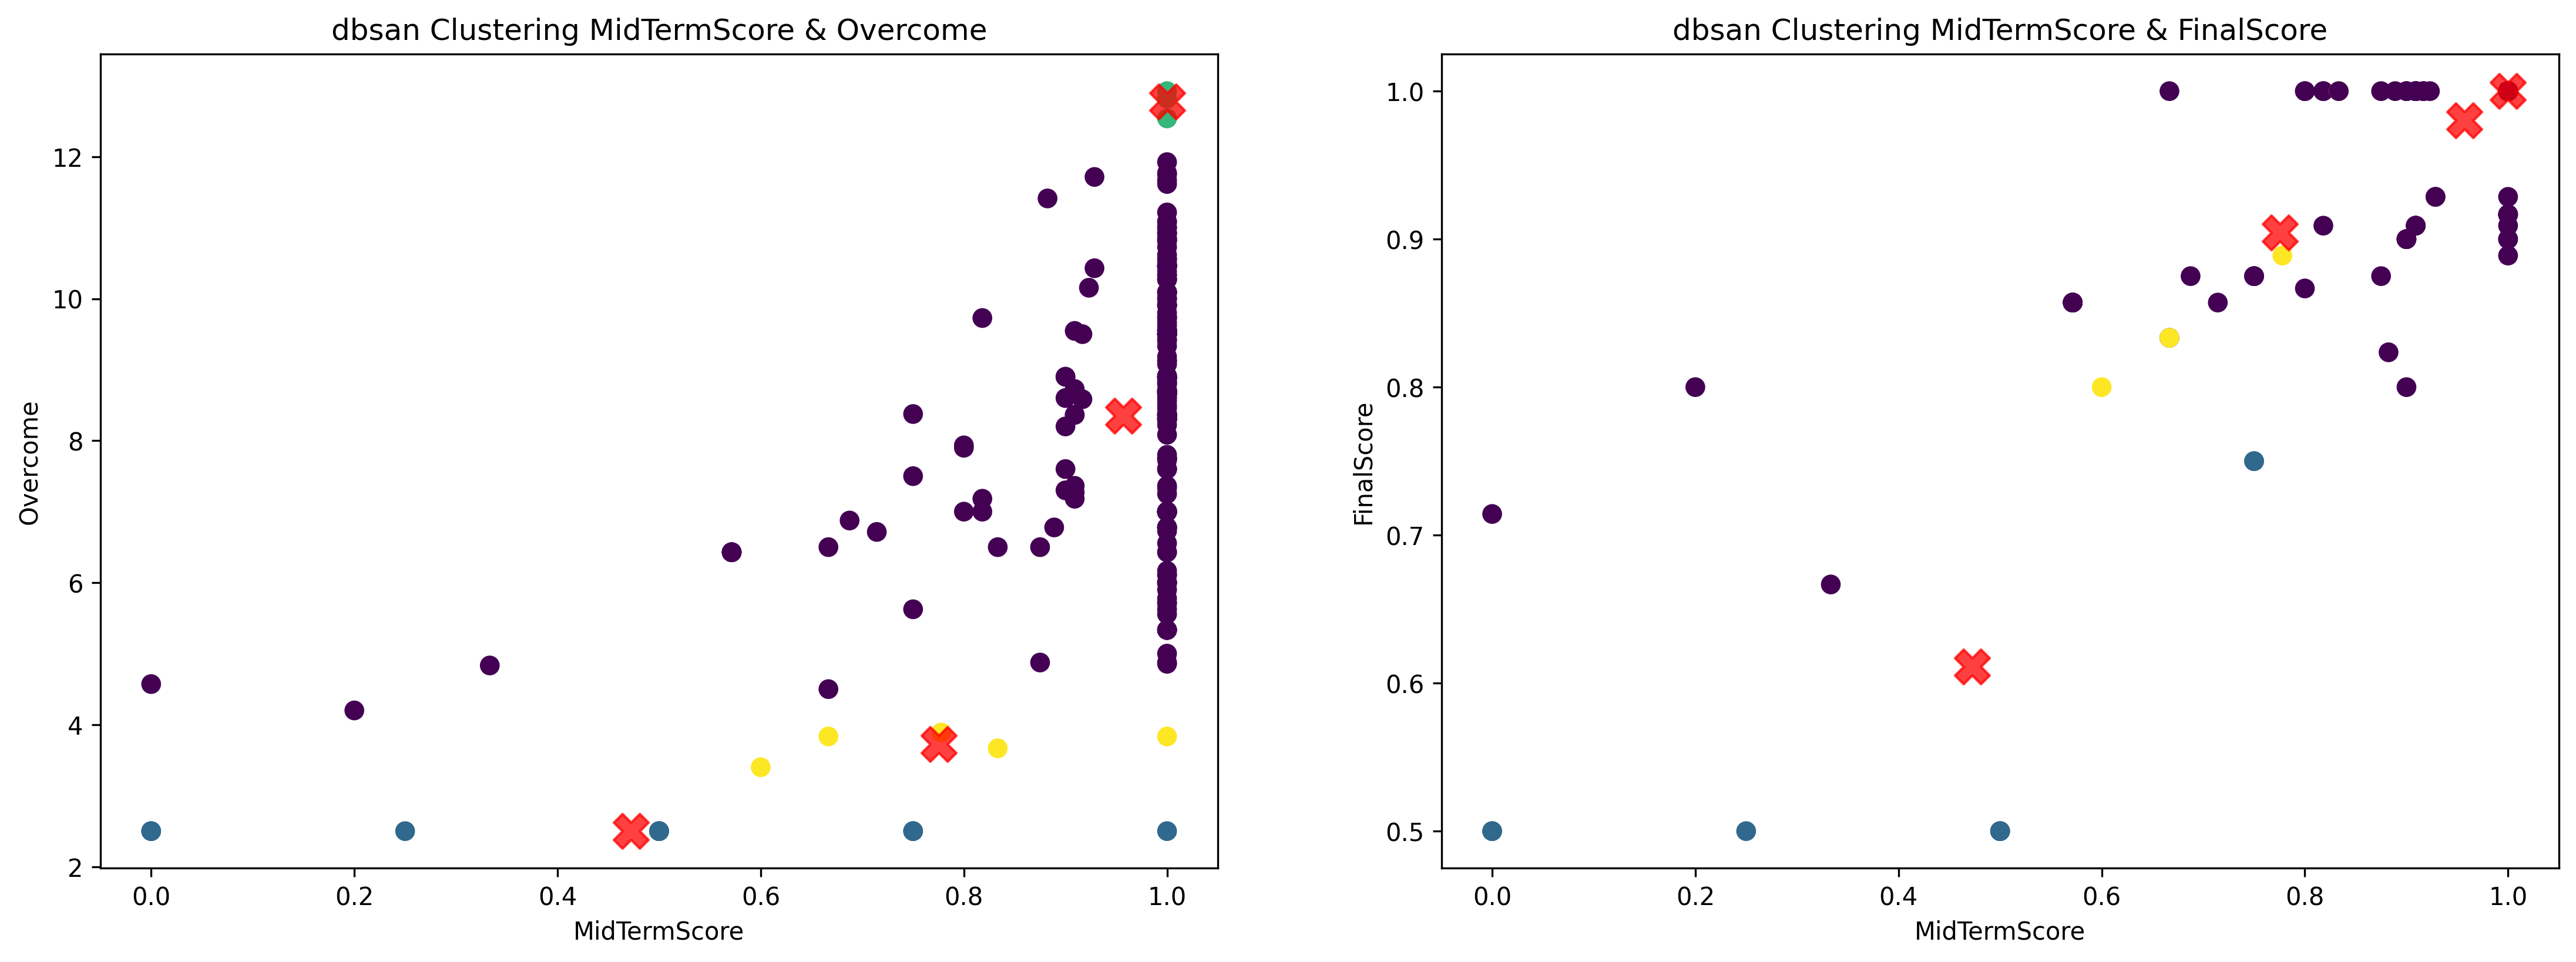 dbsan Clustering MidTermScore & Overcome
12
10
8
6
4
2
Overcome
0.0 0.2 0.4 0.6 0.8 1.0
MidTermScore
dbsan Clustering MidTermScore & FinalScore
1.0
0.9
0.8
0.7
0.6
0.5
FinalScore
0.0 0.2 0.4 0.6 0.8 1.0
MidTermScore